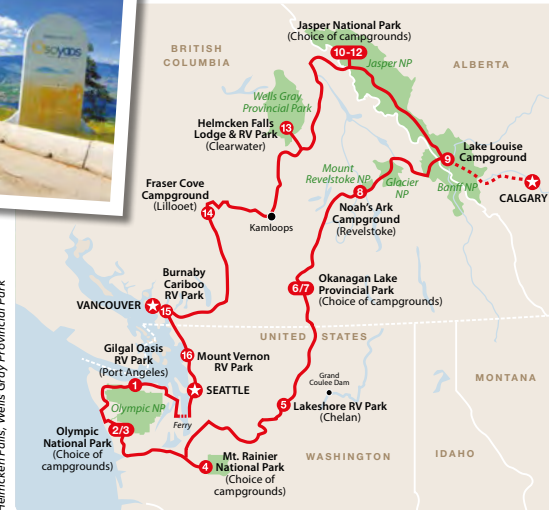 OSOYOOS
Helmcken Falls, Wells Gray Provincial Park
BRITISH
COLUMBIA
ALBERTA
Jasper National Park
(Choice of campgrounds)
10-12
Jasper NP
Wells Gray
Provincial Park
Helmcken Falls
Lodge & RV Park
(Clearwater)
13
Lake Louise
Campground
9
Banff NP
CALGARY
Mount
Revelstoke NP
Glacier
NP
8
Noah's Ark
Campground
(Revelstoke)
Fraser Cove
Campground
(Lillooet)
14
Kamloops
Okanagan Lake
Provincial Park
(Choice of campgrounds)
6/7
Burnaby
Cariboo
RV Park
VANCOUVER
15
UNITED STATES
16
Mount Vernon
RV Park
Gilgal Oasis
RV Park
(Port Angeles)
1
SEATTLE
Olympic NP
Ferry
2/3
Olympic
National Park
(Choice of
campgrounds)
Grand
Coulee Dam
5
Lakeshore RV Park
(Chelan)
4
Mt. Rainier
National Park
(Choice of
campgrounds)
WASHINGTON
IDAHO
MONTANA